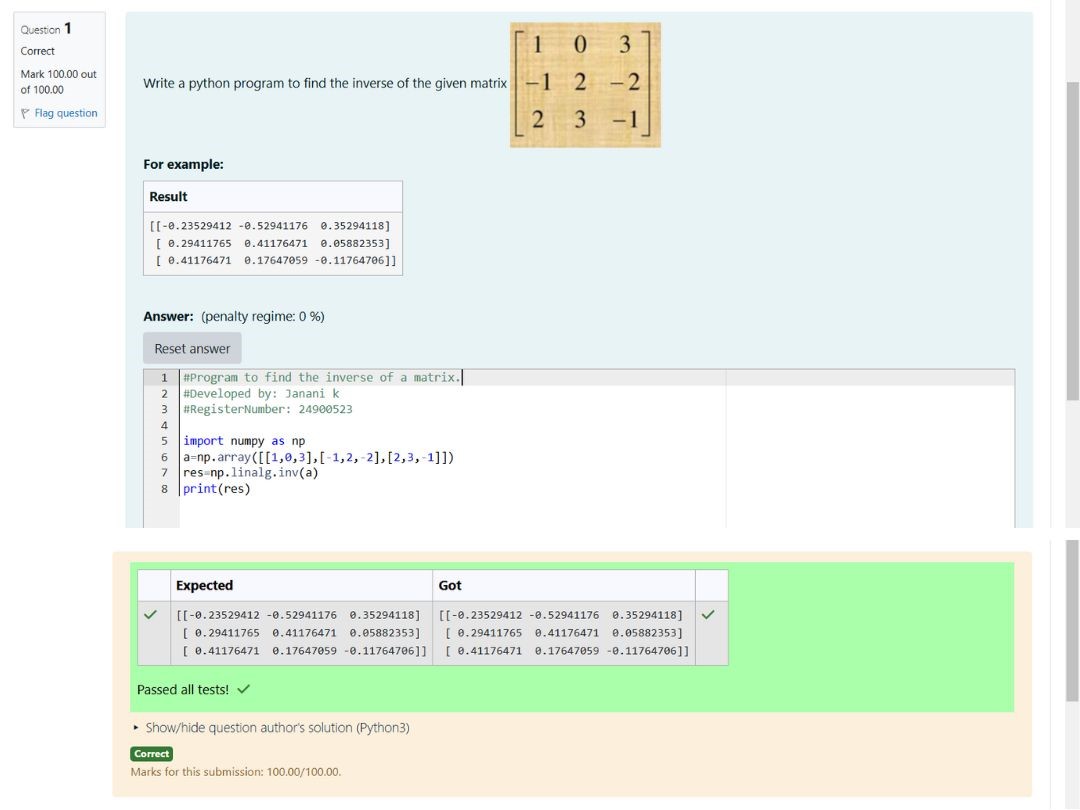 Question 1
Correct
Mark 100.00 out
of 100.00
Flag question
Write a python program to find the inverse of the given matrix
1 0 3
-1 2 -2
2 3 -1
For example:
Result
[[-0.23529412 -0.52941176  0.35294118]
 [ 0.29411765  0.41176471  0.05882353]
 [ 0.41176471  0.17647059 -0.11764706]]
Answer: (penalty regime: 0 %)
Reset answer
1 #Program to find the inverse of a matrix.
2 #Developed by: Janani k
3 #RegisterNumber: 24900523
4
5 import numpy as np
6 a=np.array([[1,0,3],[-1,2,-2],[2,3,-1]])
7 res=np.linalg.inv(a)
8 print(res)
Expected Got
[[-0.23529412 -0.52941176  0.35294118] [[-0.23529412 -0.52941176  0.35294118]
 [ 0.29411765  0.41176471  0.05882353]  [ 0.29411765  0.41176471  0.05882353]
 [ 0.41176471  0.17647059 -0.11764706]]  [ 0.41176471  0.17647059 -0.11764706]]
Passed all tests!
Show/hide question author's solution (Python3)
Correct
Marks for this submission: 100.00/100.00.